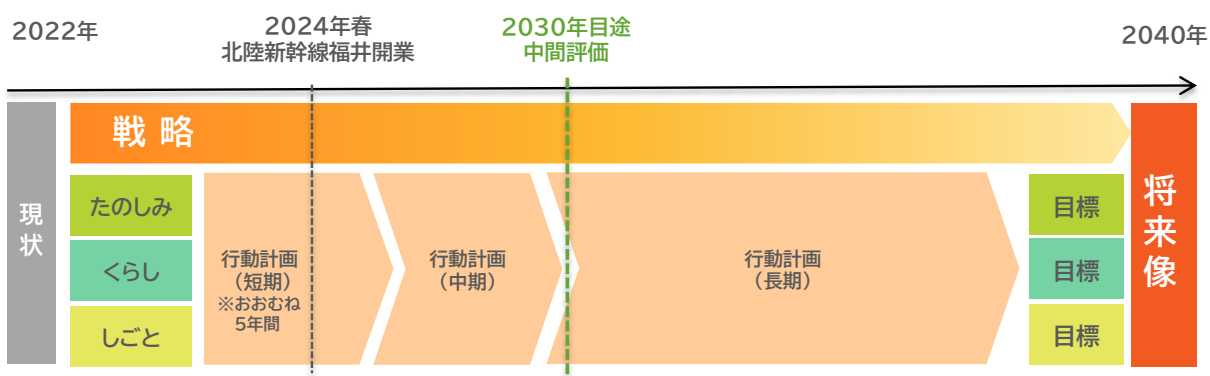 2022年
2024年春
北陸新幹線福井開業
2030年目途
中間評価
2040年
戦略
現状
たのしみ
くらし
しごと
行動計画
（短期）
※おおむね
5年間
行動計画
（中期）
行動計画
（長期）
目標
目標
目標
将来像